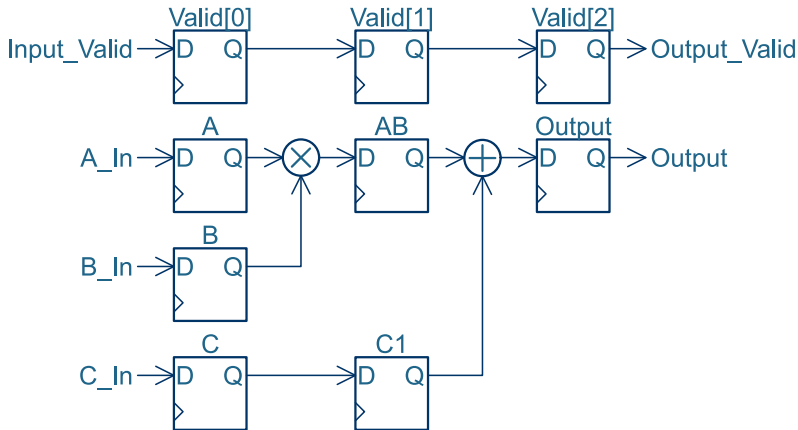 Valid[0] Valid[1] Valid[2]
Input_Valid D Q D Q D Q Output_Valid
A AB Output
A_In D Q D Q D Q Output
B
B_In D Q
C C1
C_In D Q D Q